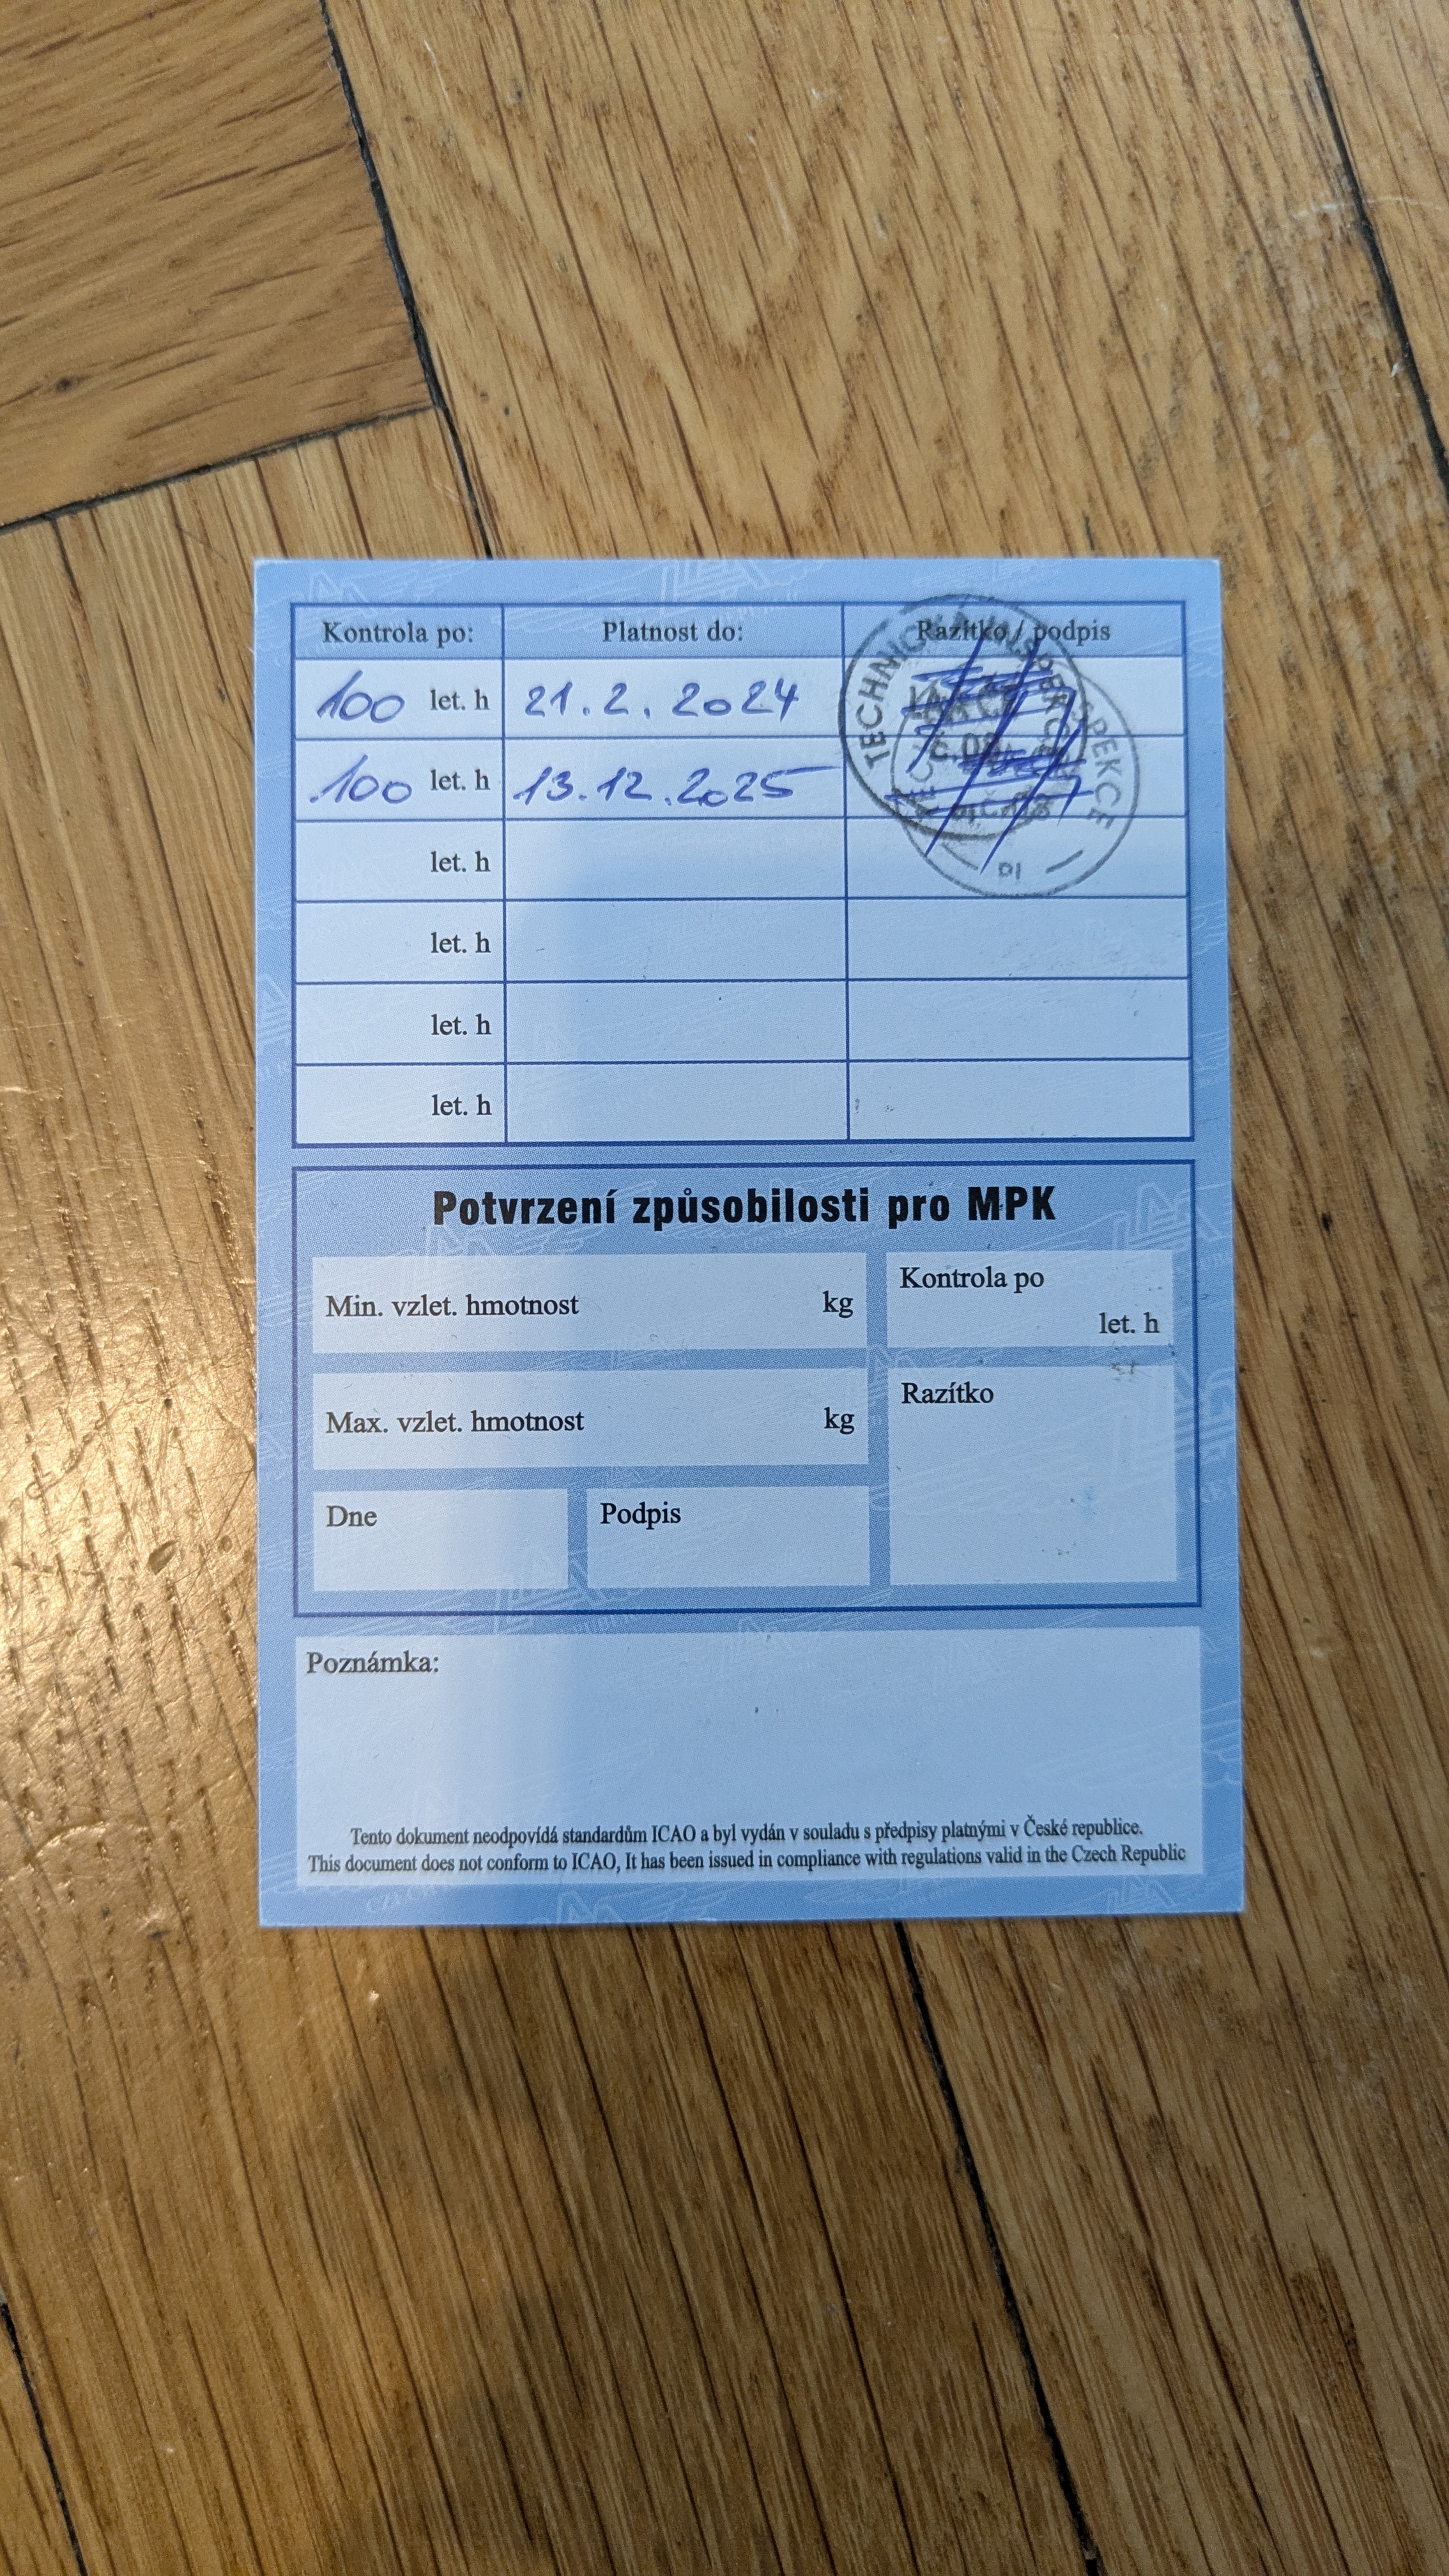 Kontrola po: Platnost do: Razítko / podpis
100 let. h 21.2.2024
100 let. h 13.12.2025
TECHNICKÁ INSPEKCE
let. h
let. h
let. h
let. h
Potvrzení způsobilosti pro MPK
Min. vzlet. hmotnost kg
Kontrola po
let. h
Max. vzlet. hmotnost kg
Razítko
Dne
Podpis
Poznámka:
Tento dokument neodpovídá standardům ICAO a byl vydán v souladu s předpisy platnými v České republice.
This document does not conform to ICAO, It has been issued in compliance with regulations valid in the Czech Republic